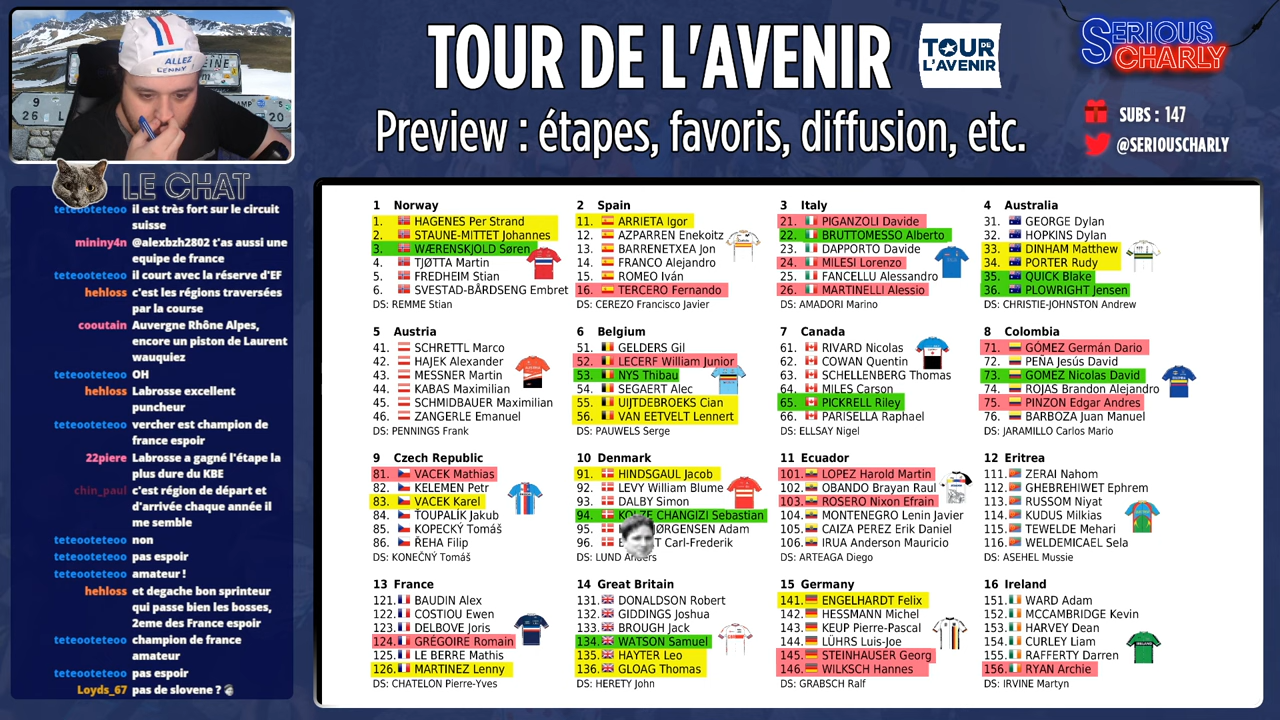 TOUR DE L'AVENIR
TOUR DE L'AVENIR
Preview : étapes, favoris, diffusion, etc.
SERIOUS CHARLY
SUBS : 147
@SERIOUSCHARLY
ALLEZ
LENNY !
EINE
9
26 L
20
LE CHAT
teteooteteoo il est très fort sur le circuit
suisse
mininy4n @alexbzh2802 t'as aussi une
equipe de france
teteooteteoo il court avec la réserve d'EF
hehloss c'est les régions traversées
par la course
cooutain Auvergne Rhône Alpes,
encore un piston de Laurent
wauquiez
teteooteteoo OH
hehloss Labrosse excellent
puncheur
teteooteteoo vercher est champion de
france espoir
22piere Labrosse a gagné l'étape la
plus dure du KBE
chin_paul c'est région de départ et
d'arrivée chaque année il
me semble
teteooteteoo non
teteooteteoo pas espoir
teteooteteoo amateur !
hehloss et degache bon sprinteur
qui passe bien les bosses,
2eme des France espoir
teteooteteoo champion de france
amateur
teteooteteoo pas espoir
Loyds_67 pas de slovene ?
1 Norway
1. HAGENES Per Strand
2. STAUNE-MITTET Johannes
3. WÆRENSKJOLD Søren
4. TJØTTA Martin
5. FREDHEIM Stian
6. SVESTAD-BÅRDSENG Embret
DS: REMME Stian
2 Spain
11. ARRIETA Igor
12. AZPARREN Enekoitz
13. BARRENETXEA Jon
14. FRANCO Alejandro
15. ROMEO Iván
16. TERCERO Fernando
DS: CEREZO Francisco Javier
3 Italy
21. PIGANZOLI Davide
22. BRUTTOMESSO Alberto
23. DAPPORTO Davide
24. MILESI Lorenzo
25. FANCELLU Alessandro
26. MARTINELLI Alessio
DS: AMADORI Marino
4 Australia
31. GEORGE Dylan
32. HOPKINS Dylan
33. DINHAM Matthew
34. PORTER Rudy
35. QUICK Blake
36. PLOWRIGHT Jensen
DS: CHRISTIE-JOHNSTON Andrew
5 Austria
41. SCHRETTL Marco
42. HAJEK Alexander
43. MESSNER Martin
44. KABAS Maximilian
45. SCHMIDBAUER Maximilian
46. ZANGERLE Emanuel
DS: PENNINGS Frank
6 Belgium
51. GELDERS Gil
52. LECERF William Junior
53. NYS Thibau
54. SEGAERT Alec
55. UIJTDEBROEKS Cian
56. VAN EETVELT Lennert
DS: PAUWELS Serge
7 Canada
61. RIVARD Nicolas
62. COWAN Quentin
63. SCHELLENBERG Thomas
64. MILES Carson
65. PICKRELL Riley
66. PARISELLA Raphael
DS: ELLSAY Nigel
8 Colombia
71. GÓMEZ Germán Dario
72. PEÑA Jesús David
73. GOMEZ Nicolas David
74. ROJAS Brandon Alejandro
75. PINZON Edgar Andres
76. BARBOZA Juan Manuel
DS: JARAMILLO Carlos Mario
9 Czech Republic
81. VACEK Mathias
82. KELEMEN Petr
83. VACEK Karel
84. ŤOUPALÍK Jakub
85. KOPECKÝ Tomáš
86. ŘEHA Filip
DS: KONEČNÝ Tomáš
10 Denmark
91. HINDSGAUL Jacob
92. LEVY William Blume
93. DALBY Simon
94. CHANGIZI Sebastian
95. Adam
96. Carl-Frederik
DS: LUND Anders
11 Ecuador
101. LOPEZ Harold Martin
102. OBANDO Brayan Raul
103. ROSERO Nixon Efrain
104. MONTENEGRO Lenin Javier
105. CAIZA PEREZ Erik Daniel
106. IRUA Anderson Mauricio
DS: ARTEAGA Diego
12 Eritrea
111. ZERAI Nahom
112. GHEBREHIWET Ephrem
113. RUSSOM Niyat
114. KUDUS Milkias
115. TEWELDE Mehari
116. WELDEMICAEL Sela
DS: ASEHEL Mussie
13 France
121. BAUDIN Alex
122. COSTIOU Ewen
123. DELBOVE Joris
124. GRÉGOIRE Romain
125. LE BERRE Mathis
126. MARTINEZ Lenny
DS: CHATELON Pierre-Yves
14 Great Britain
131. DONALDSON Robert
132. GIDDINGS Joshua
133. BROUGH Jack
134. WATSON Samuel
135. HAYTER Leo
136. GLOAG Thomas
DS: HERETY John
15 Germany
141. ENGELHARDT Felix
142. HESSMANN Michel
143. KEUP Pierre-Pascal
144. LÜHRS Luis-Joe
145. STEINHAUSER Georg
146. WILKSCH Hannes
DS: GRABSCH Ralf
16 Ireland
151. WARD Adam
152. MCCAMBRIDGE Kevin
153. HARVEY Dean
154. CURLEY Liam
155. RAFFERTY Darren
156. RYAN Archie
DS: IRVINE Martyn